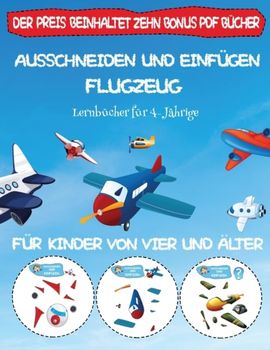 DER PREIS BEINHALTET ZEHN BONUS PDF BÜCHER
AUSSCHNEIDEN UND EINFÜGEN
FLUGZEUG
Lernbücher für 4-Jährige
FÜR KINDER VON VIER UND ÄLTER